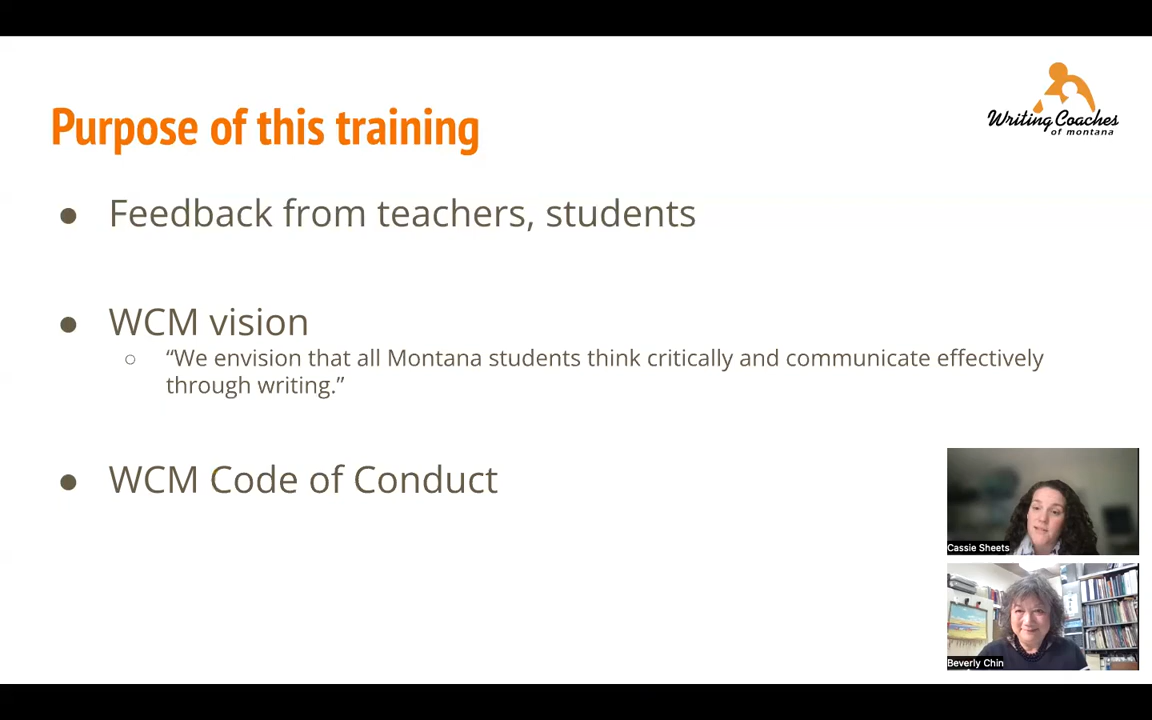 Purpose of this training
Writing Coaches
of montana
● Feedback from teachers, students
● WCM vision
○ “We envision that all Montana students think critically and communicate effectively
through writing.”
● WCM Code of Conduct
Cassie Sheets
Beverly Chin